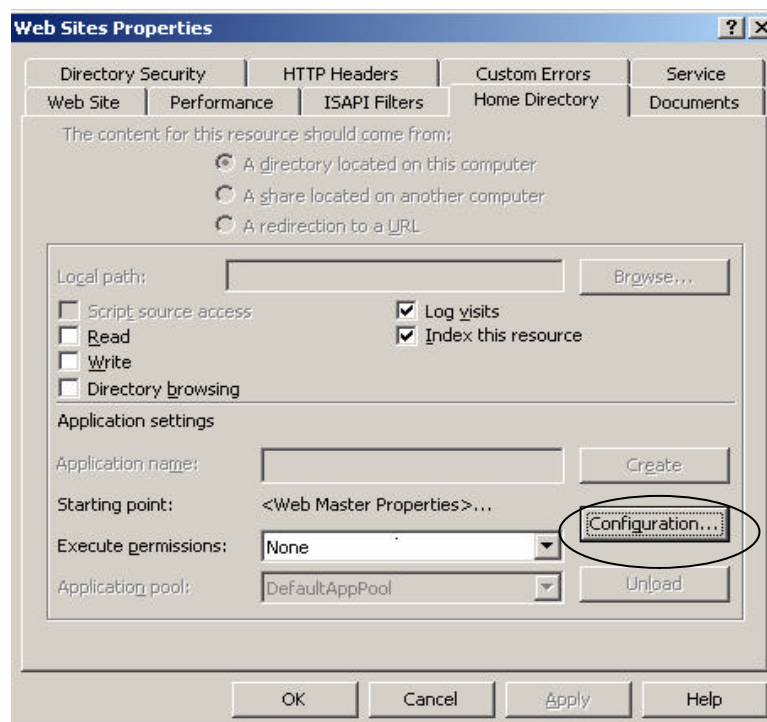 Web Sites Properties
Directory Security HTTP Headers Custom Errors Service
Web Site Performance ISAPI Filters Home Directory Documents
The content for this resource should come from:
A directory located on this computer
A share located on another computer
A redirection to a URL
Local path: Browse...
Script source access Log visits
Read Index this resource
Write
Directory browsing
Application settings
Application name: Create
Starting point: <Web Master Properties>... Configuration...
Execute permissions: None
Application pool: DefaultAppPool Unload
OK Cancel Apply Help